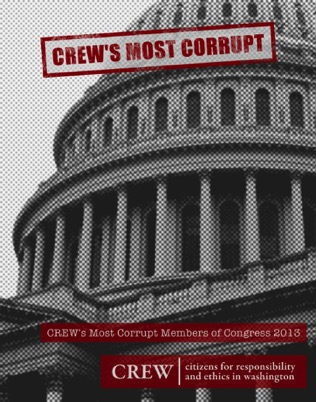 CREW'S MOST CORRUPT
CREW's Most Corrupt Members of Congress 2013
CREW
citizens for responsibility
and ethics in washington